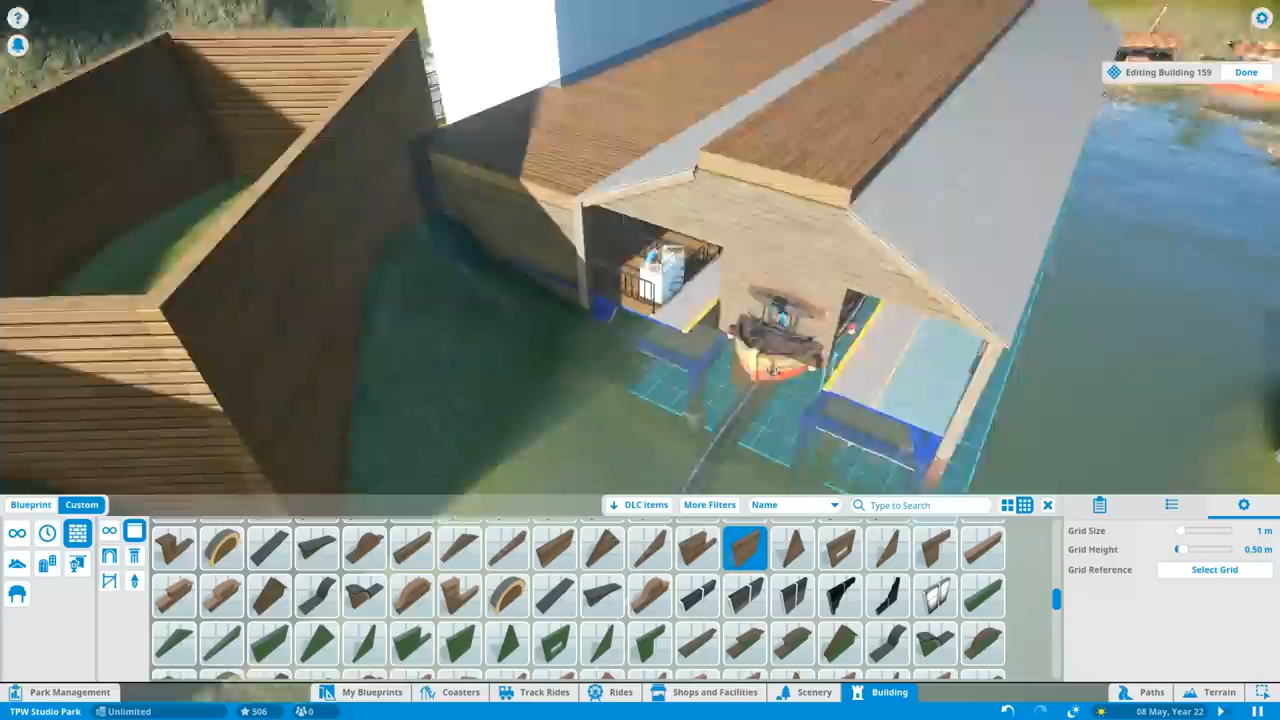 ?
Editing Building 159
Done
Blueprint
Custom
DLC items
More Filters
Name
Type to Search
Grid Size
1 m
Grid Height
0.50 m
Grid Reference
Select Grid
Park Management
My Blueprints
Coasters
Track Rides
Rides
Shops and Facilities
Scenery
Building
Paths
Terrain
TPW Studio Park
Unlimited
506
0
08 May, Year 22